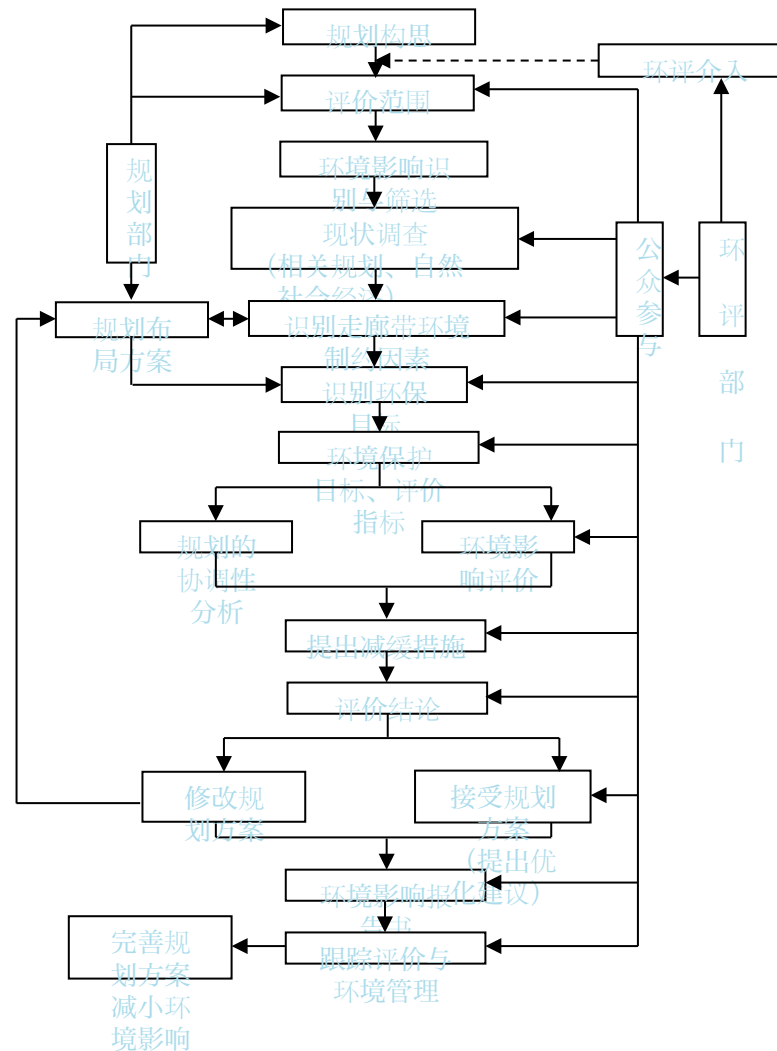 规划构思
环评介入
评价范围
规
划
部
门
环境影响识
别与筛选
现状调查
（相关规划、自然
社会经济）
公
众
参
与
环
评
部
门
规划布
局方案
识别走廊带环境
制约因素
识别环保
目标
环境保护
目标、评价
指标
规划的
协调性
分析
环境影
响评价
提出减缓措施
评价结论
修改规
划方案
接受规划
方案
（提出优
化建议）
环境影响报
告书
跟踪评价与
环境管理
完善规
划方案
减小环
境影响